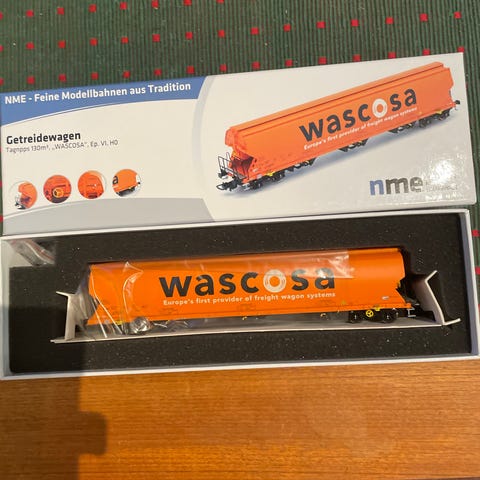 NME - Feine Modellbahnen aus Tradition
Getreidewagen
Tagnpps 130m³, „WASCOSA", Ep. VI, H0
wascosa
Europe's first provider of freight wagon systems
nme
wascosa
Europe's first provider of freight wagon systems